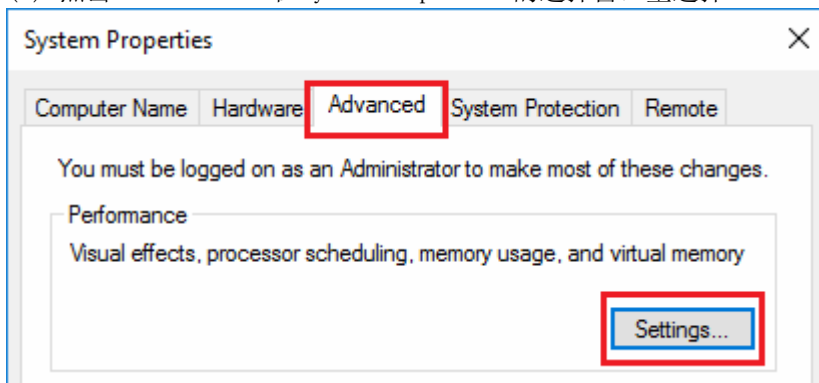 System Properties
Computer Name Hardware Advanced System Protection Remote
You must be logged on as an Administrator to make most of these changes.
Performance
Visual effects, processor scheduling, memory usage, and virtual memory
Settings...